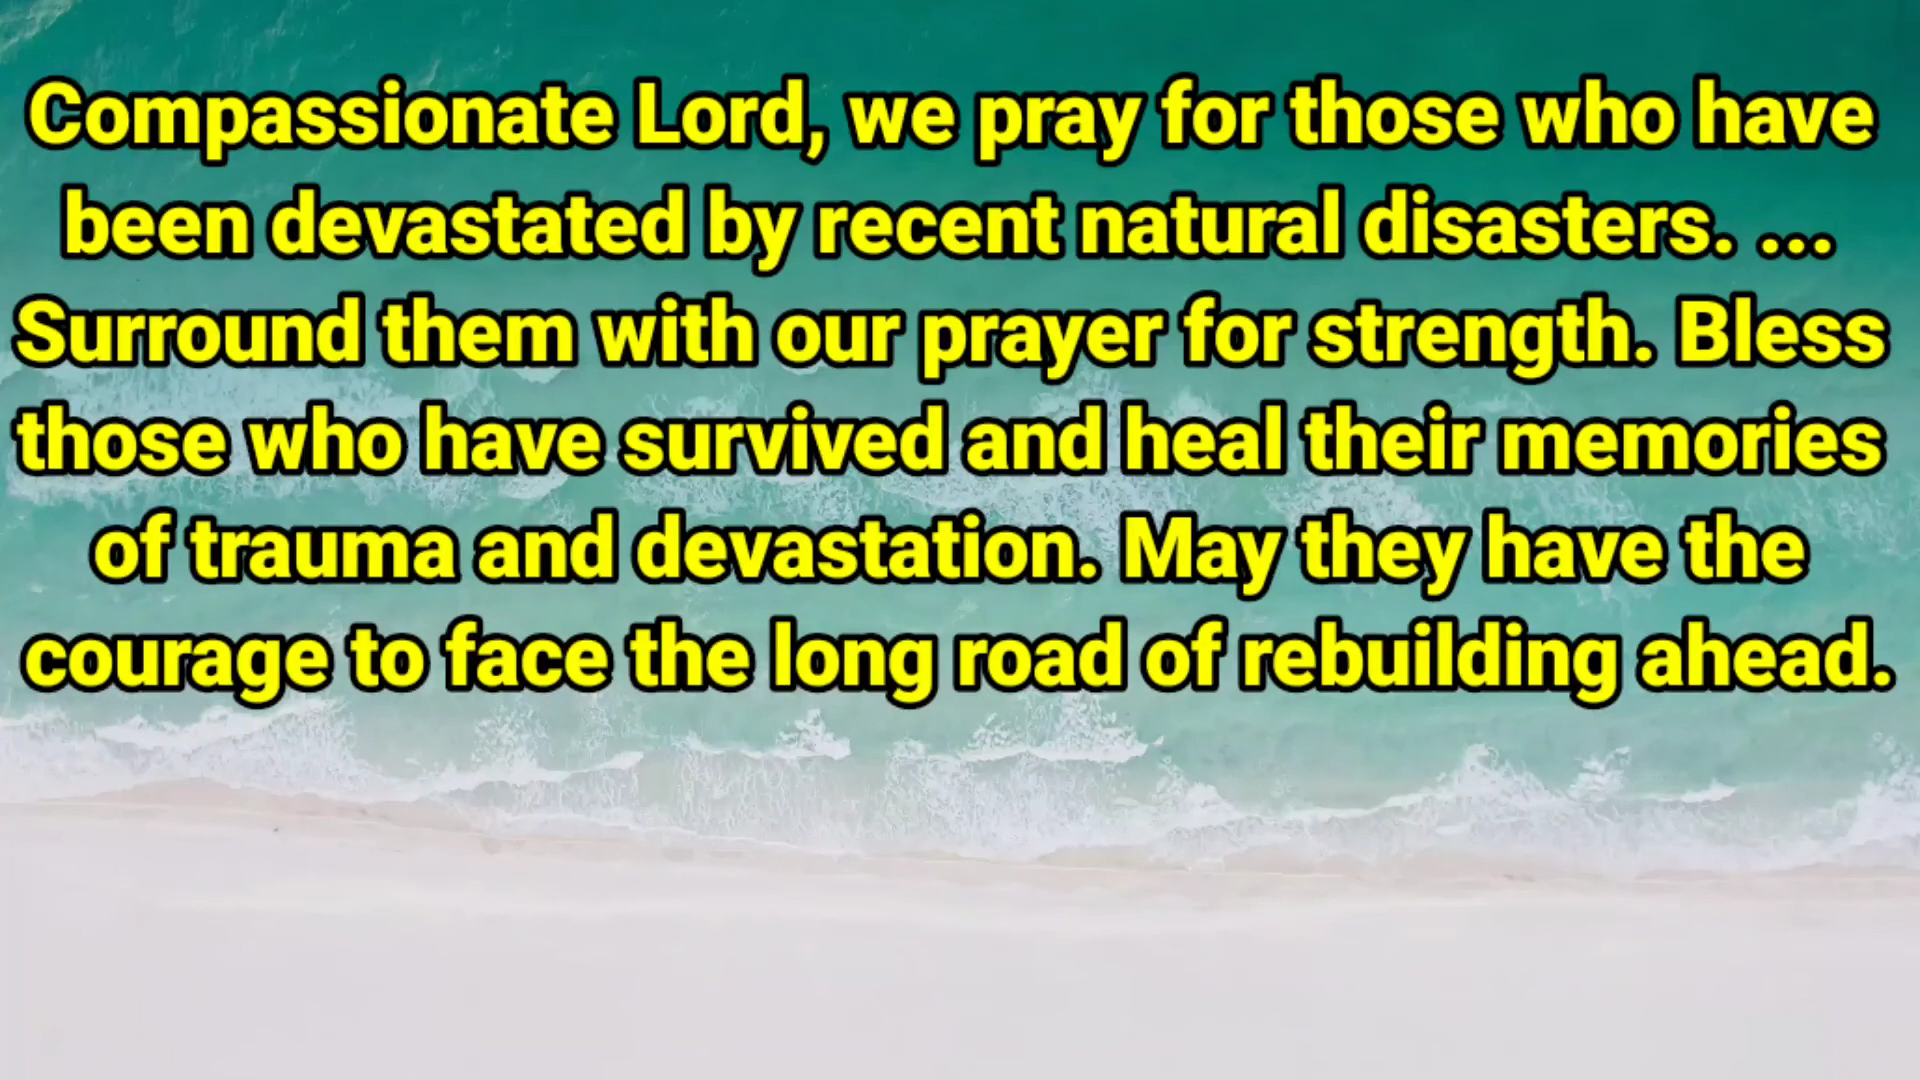 Compassionate Lord, we pray for those who have
been devastated by recent natural disasters. ...
Surround them with our prayer for strength. Bless
those who have survived and heal their memories
of trauma and devastation. May they have the
courage to face the long road of rebuilding ahead.